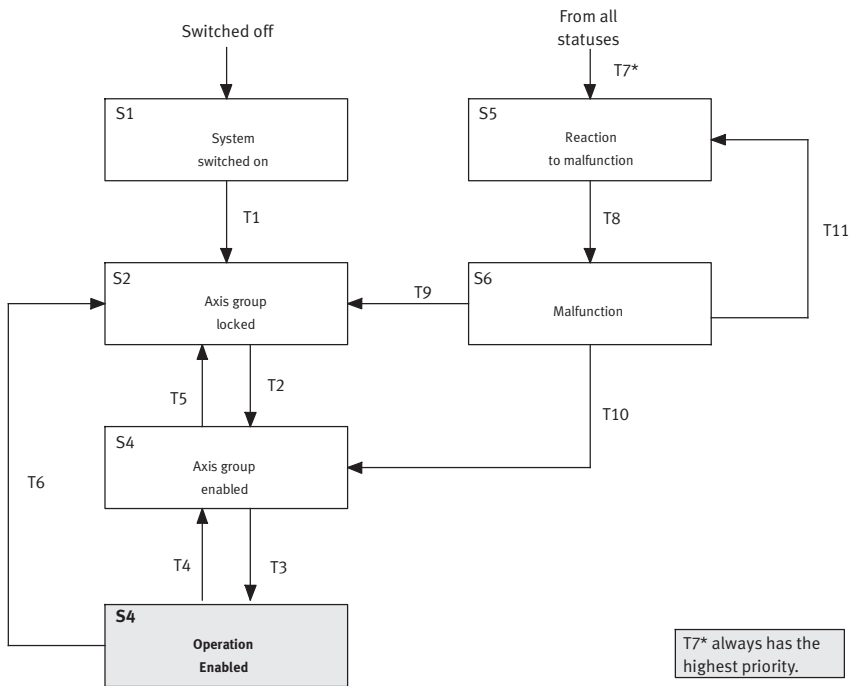 Switched off
From all
statuses
T7*
S1
System
switched on
S5
Reaction
to malfunction
T1
T8
T11
S2
Axis group
locked
T9
S6
Malfunction
T5
T2
T10
S4
Axis group
enabled
T6
T4
T3
S4
Operation
Enabled
T7* always has the
highest priority.